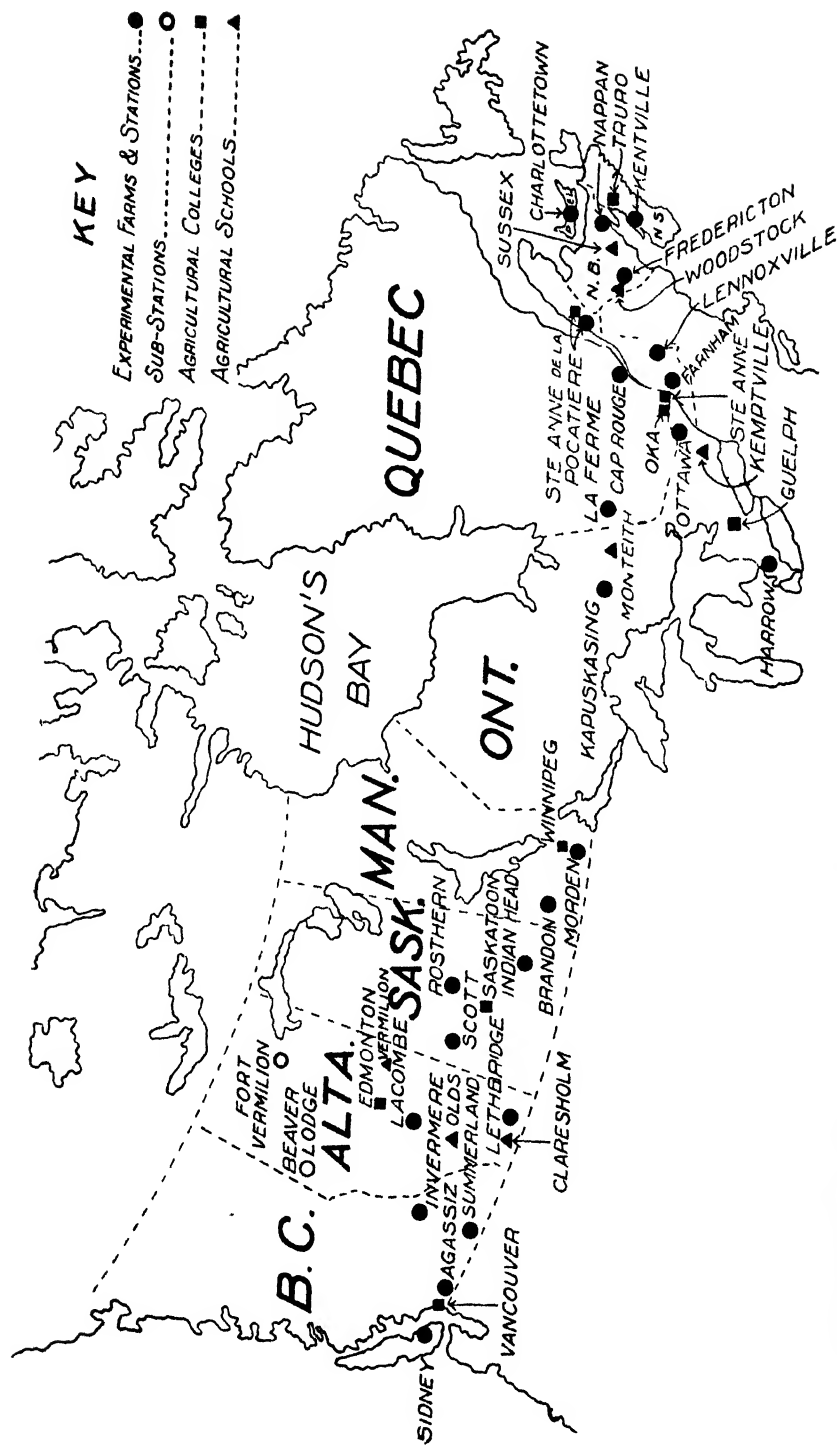 KEY
EXPERIMENTAL FARMS & STATIONS
SUB-STATIONS
AGRICULTURAL COLLEGES
AGRICULTURAL SCHOOLS
HUDSON'S
BAY
QUEBEC
ONT.
MAN.
SASK.
ALTA.
B.C.
FORT
VERMILION
BEAVER
LODGE
EDMONTON
VERMILION
LACOMBE
INVERMERE
OLDS
AGASSIZ
SUMMERLAND
LETHBRIDGE
CLARESHOLM
VANCOUVER
SIDNEY
ROSTHERN
SCOTT
SASKATOON
INDIAN HEAD
BRANDON
MORDEN
WINNIPEG
KAPUSKASING
MONTEITH
LA FERME
CAP ROUGE
STE ANNE DE LA
POCATIERE
OKA
OTTAWA
HARROW
GUELPH
KEMPTVILLE
STE ANNE
FARNHAM
LENNOXVILLE
WOODSTOCK
FREDERICTON
N.B.
SUSSEX
CHARLOTTETOWN
NAPPAN
TRURO
KENTVILLE
N.S.